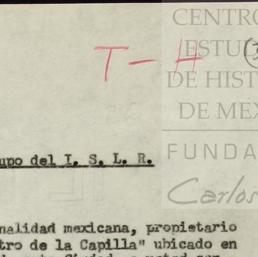 CENTRO
ESTU
DE HIST
DE MEX
FUNDA
Carlos
T-H
upo del I. S. L. R.
nalidad mexicana, propietario
tro de la Capilla" ubicado en